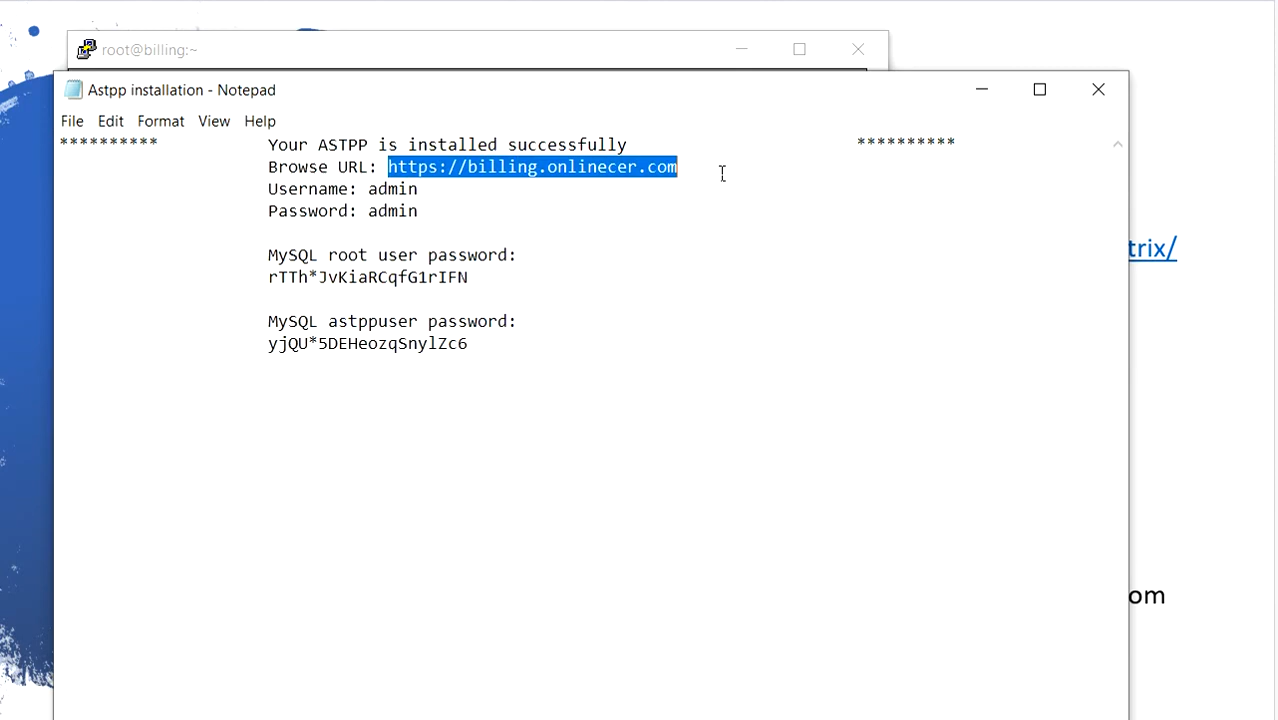 root@billing:~
Astpp installation - Notepad
File Edit Format View Help
********** Your ASTPP is installed successfully **********
Browse URL: https://billing.onlinecer.com
Username: admin
Password: admin
MySQL root user password:
rTTh*JvKiaRCqfG1rIFN
MySQL astppuser password:
yjQU*5DEHeozqSnylZc6
trix/
om